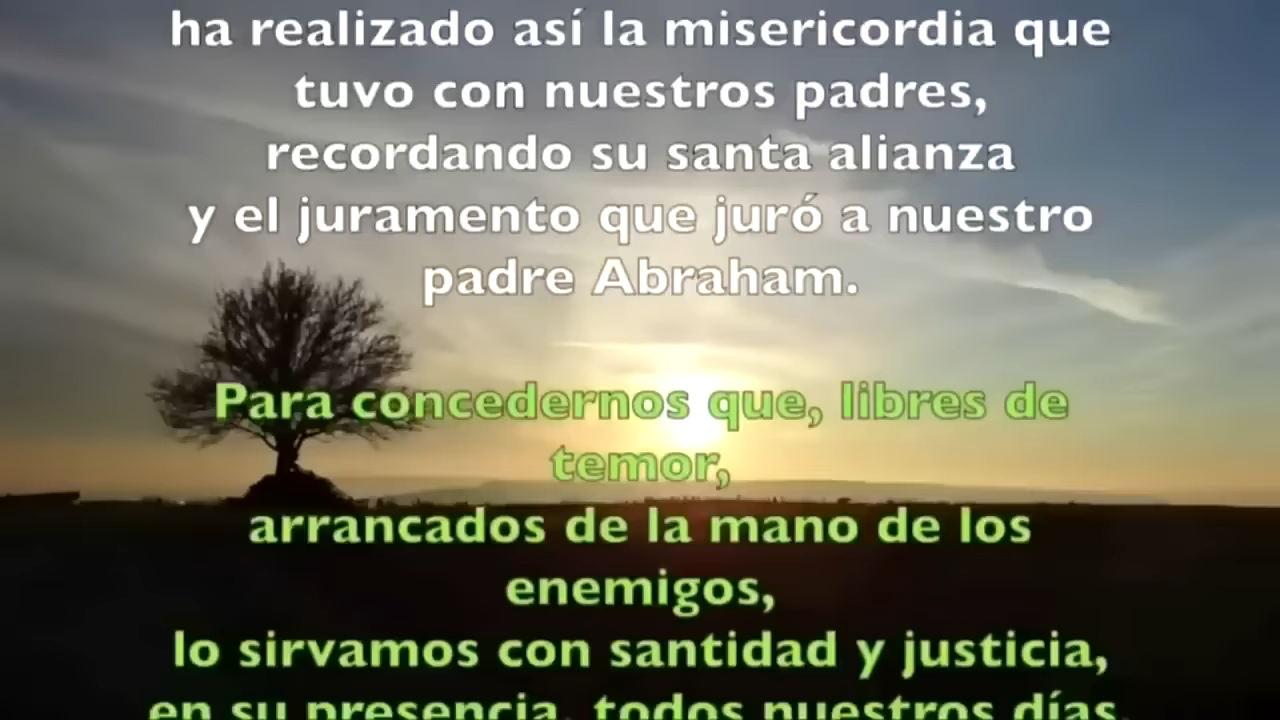 ha realizado así la misericordia que
tuvo con nuestros padres,
recordando su santa alianza
y el juramento que juró a nuestro
padre Abraham.
Para concedernos que, libres de
temor,
arrancados de la mano de los
enemigos,
lo sirvamos con santidad y justicia,
en su presencia, todos nuestros días.